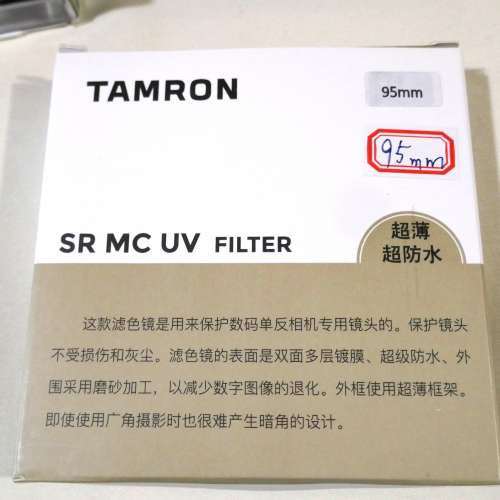 TAMRON
95mm
95mm
SR MC UV FILTER
超薄
超防水
这款滤色镜是用来保护数码单反相机专用镜头的。保护镜头
不受损伤和灰尘。滤色镜的表面是双面多层镀膜、超级防水、外
围采用磨砂加工，以减少数字图像的退化。外框使用超薄框架。
即使使用广角摄影时也很难产生暗角的设计。